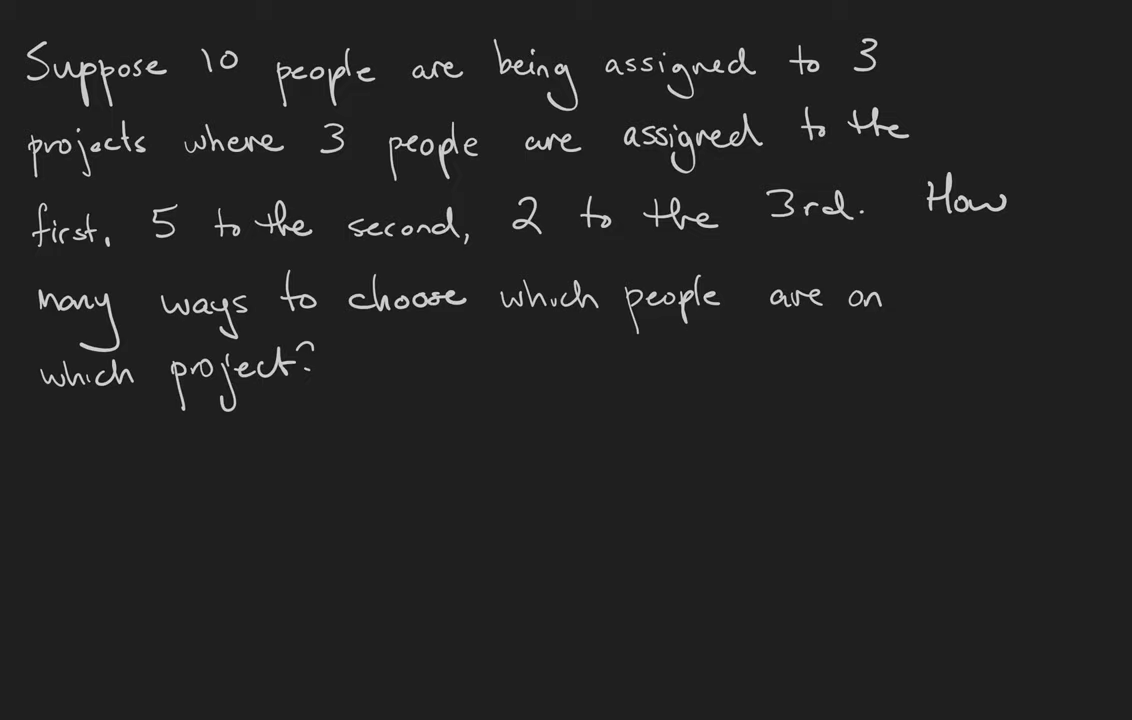 Suppose 10 people are being assigned to 3
projects where 3 people are assigned to the
first, 5 to the second, 2 to the 3rd. How
many ways to choose which people are on
which project?